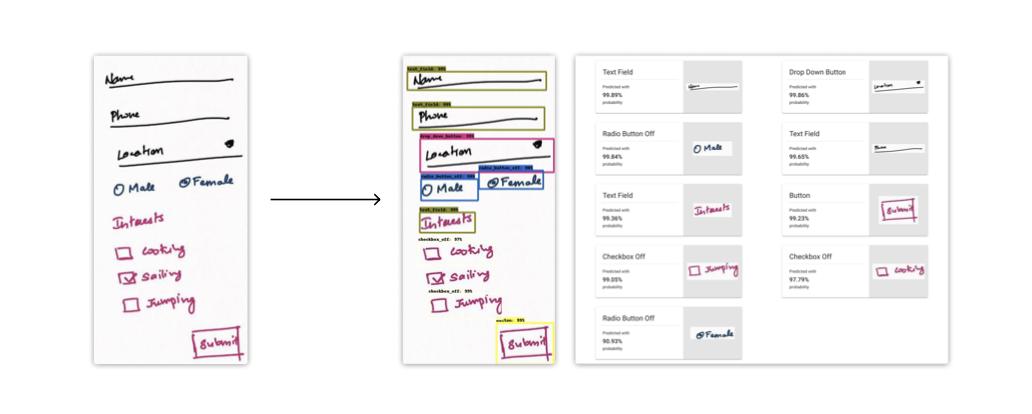 Name
Phone
Location
Male Female
Interests
Cooking
Sailing
Jumping
Submit
text_field: 99%
Name
text_field: 99%
Phone
drop_down_button: 99%
Location
radio_button_off: 99%
radio_button_off: 99%
Male Female
text_field: 99%
Interests
checkbox_off: 97%
Cooking
Sailing
checkbox_off: 99%
Jumping
button: 99%
Submit
Text Field
Predicted with
99.89%
probability
Name
Drop Down Button
Predicted with
99.86%
probability
Location
Radio Button Off
Predicted with
99.84%
probability
Male
Text Field
Predicted with
99.65%
probability
Phone
Text Field
Predicted with
99.36%
probability
Interests
Button
Predicted with
99.23%
probability
Submit
Checkbox Off
Predicted with
99.05%
probability
Jumping
Checkbox Off
Predicted with
97.79%
probability
Cooking
Radio Button Off
Predicted with
90.93%
probability
Female